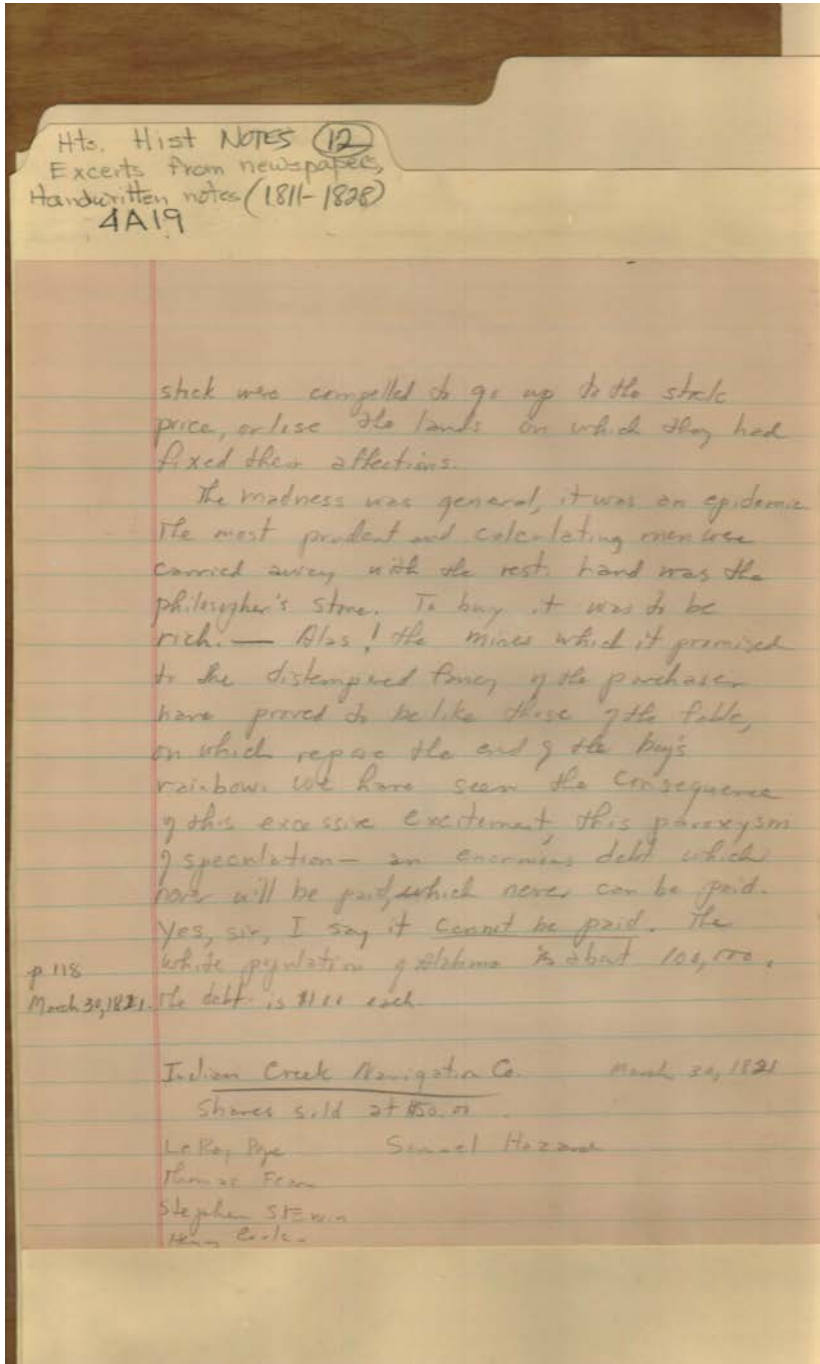 Hts. Hist NOTES 12
Excerts from newspapers,
Handwritten notes (1811-1828)
4A19
stock were compelled to go up to the stock
price, or lose the lands on which they had
fixed their affections.
The madness was general, it was an epidemic
The most prudent and calculating men were
carried away with the rest. Land was the
philosopher's stone. To buy it was to be
rich. — Alas! the mines which it promised
to the distempered fancy of the purchaser
have proved to be like those of the fable,
on which repose the end of the boy's
rainbow. We have seen the consequence
of this excessive excitement, this paroxysm
of speculation — an enormous debt which
never will be paid, which never can be paid.
Yes, sir, I say it cannot be paid. The
white population of Alabama is about 100,000.
p 118
March 30, 1821. The debt is $100 each.
Indian Creek Navigation Co. March 30, 1821
Shares sold at $50.00
LeRoy Pope Samuel Hazard
Thomas Fearn
Stephen S Ewin
Henry